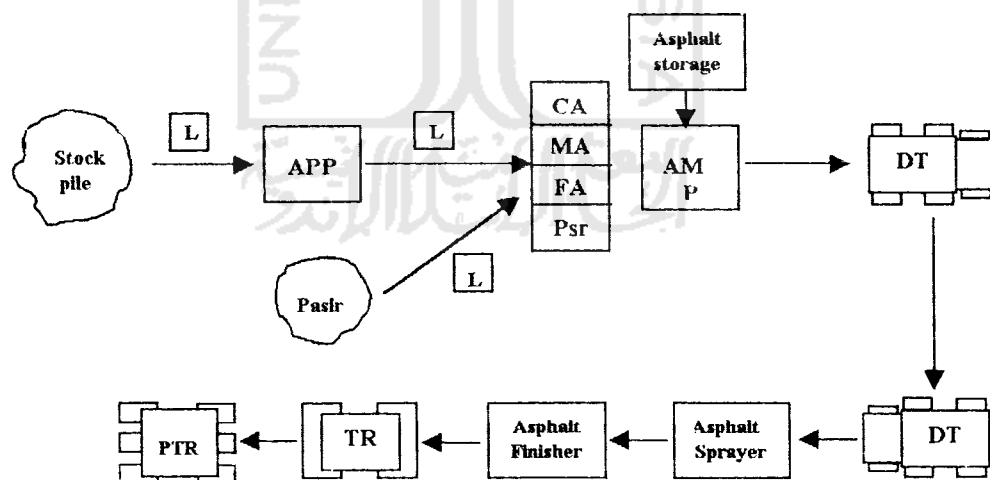 Asphalt
storage
L
L
CA
Stock
pile
APP
MA
AM
P
DT
FA
Psr
L
Pasir
PTR
TR
Asphalt
Finisher
Asphalt
Sprayer
DT